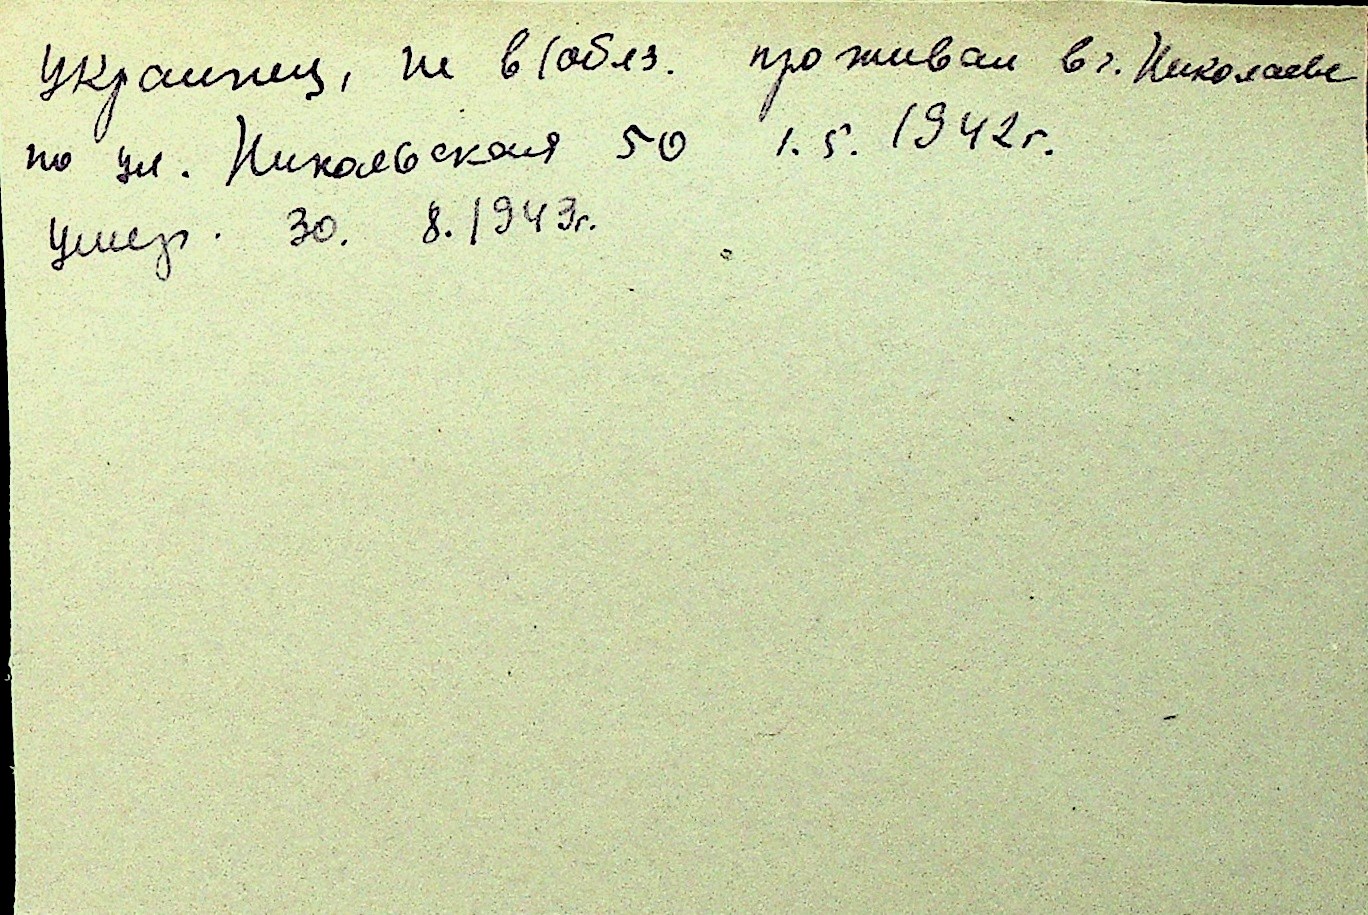 Украинец, не в/обяз. проживал в г. Николаеве
по ул. Никольская 50 1.5. 1942г.
Умер. 30. 8. 1943г.